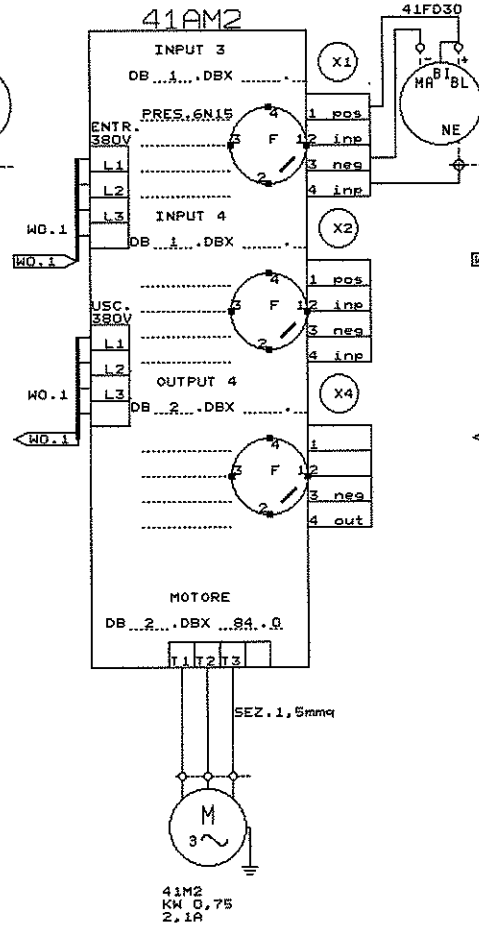 41AM2
41FD30
INPUT 3
X1
DB 1 .DBX ..... .
- +
MA BI BL
NE
PRES.6N15
4
3 F 1
2
1 pos
2 inp
3 neg
4 inp
ENTR.
380V
L1
L2
L3
WO.1
WO.1
INPUT 4
X2
DB 1 .DBX ..... .
4
3 F 1
2
1 pos
2 inp
3 neg
4 inp
USC.
380V
L1
L2
L3
WO.1
WO.1
OUTPUT 4
X4
DB 2 .DBX ..... .
4
3 F 1
2
1
2
3 neg
4 out
MOTORE
DB 2 .DBX 84 . 0
T1 T2 T3
SEZ.1,5mmq
M
3~
41M2
KW 0,75
2,1A